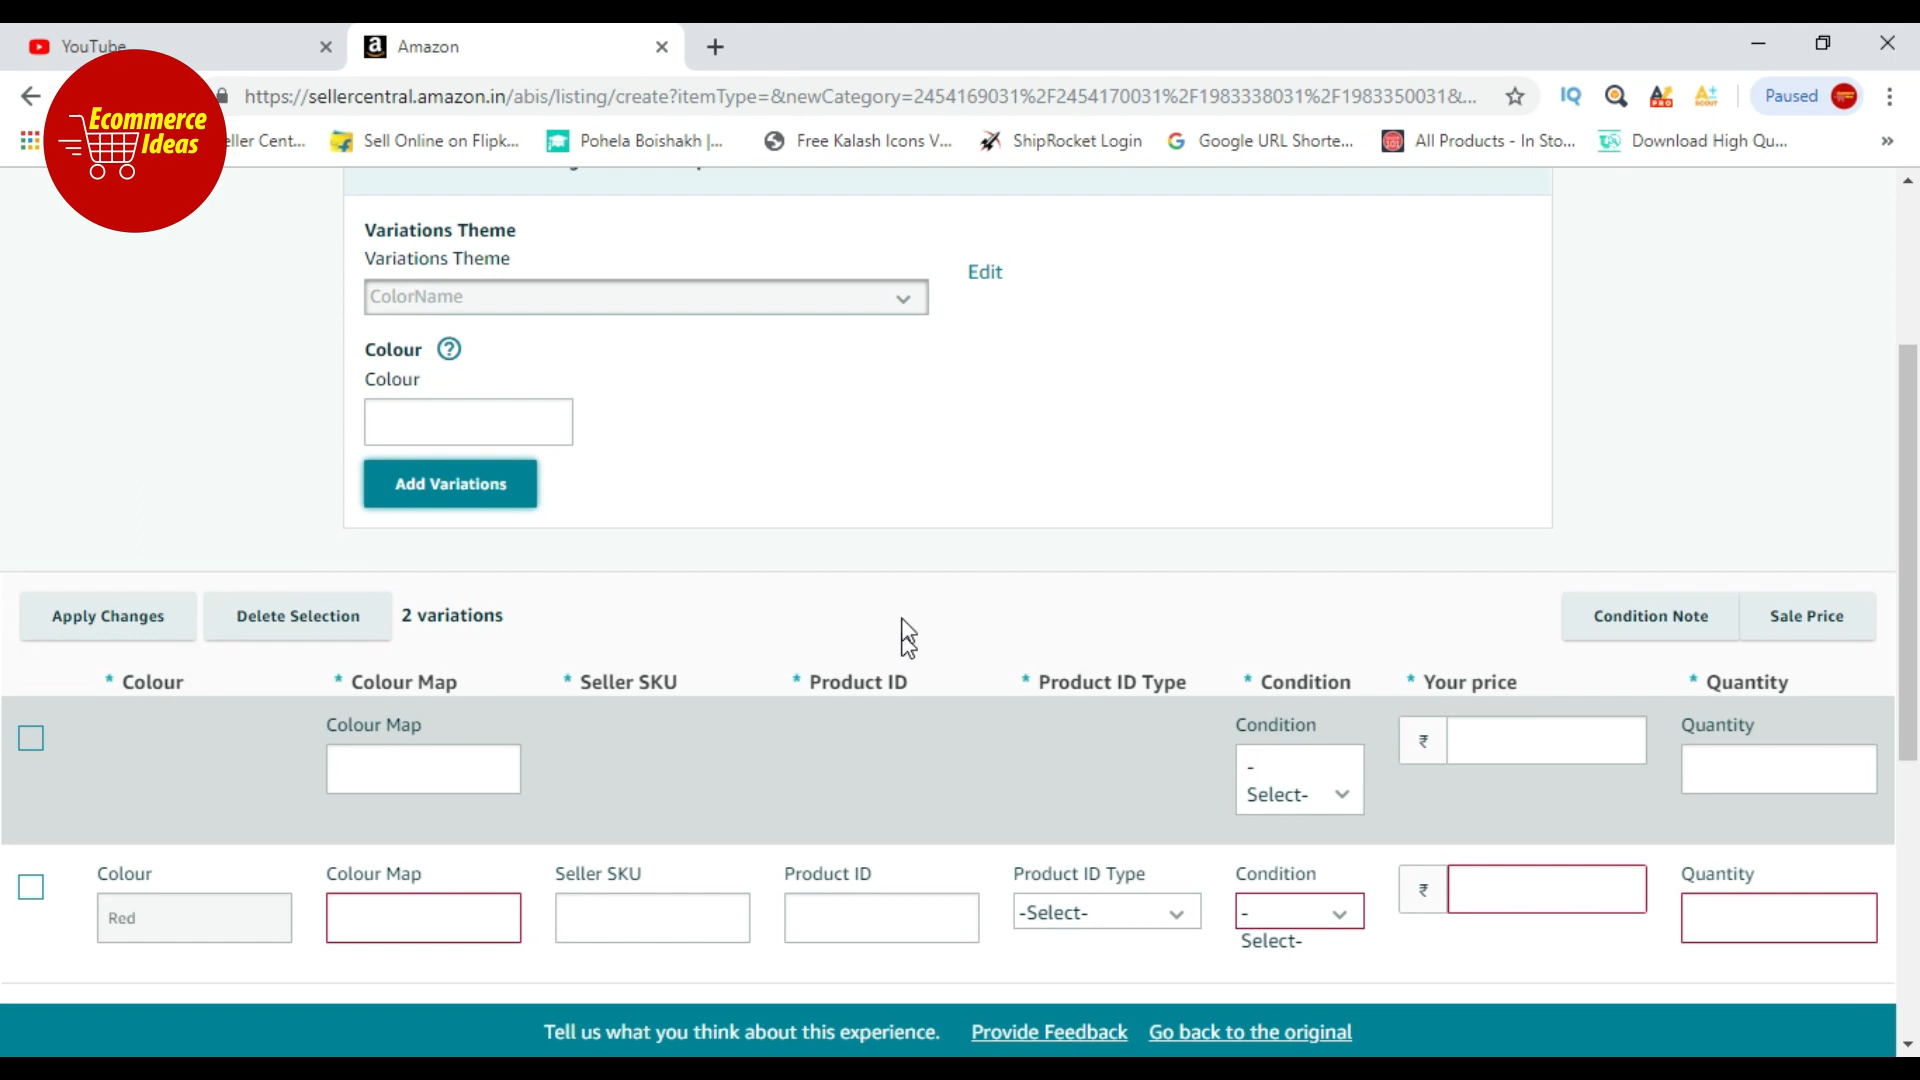 YouTube
Amazon
https://sellercentral.amazon.in/abis/listing/create?itemType=&newCategory=2454169031%2F2454170031%2F1983338031%2F1983350031&...
IQ
Paused
Ecommerce
Ideas
eller Cent...
Sell Online on Flipk...
Pohela Boishakh |...
Free Kalash Icons V...
ShipRocket Login
Google URL Shorte...
All Products - In Sto...
Download High Qu...
»
Variations Theme
Variations Theme
ColorName
Edit
Colour ?
Colour
Add Variations
Apply Changes
Delete Selection
2 variations
Condition Note
Sale Price
* Colour
* Colour Map
* Seller SKU
* Product ID
* Product ID Type
* Condition
* Your price
* Quantity
Colour Map
Condition
-
Select-
₹
Quantity
Colour
Colour Map
Seller SKU
Product ID
Product ID Type
Condition
Quantity
Red
-Select-
-
Select-
₹
Tell us what you think about this experience. Provide Feedback Go back to the original